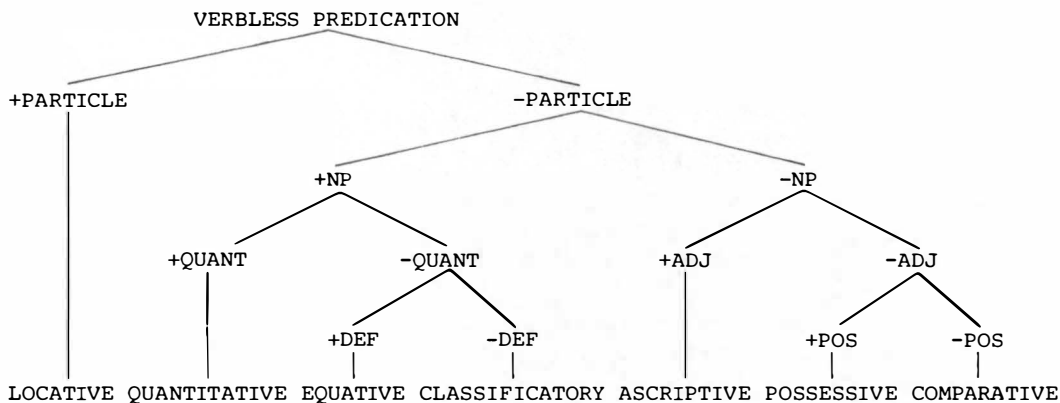 VERBLESS PREDICATION
+PARTICLE -PARTICLE
+NP -NP
+QUANT -QUANT +ADJ -ADJ
+DEF -DEF +POS -POS
LOCATIVE QUANTITATIVE EQUATIVE CLASSIFICATORY ASCRIPTIVE POSSESSIVE COMPARATIVE